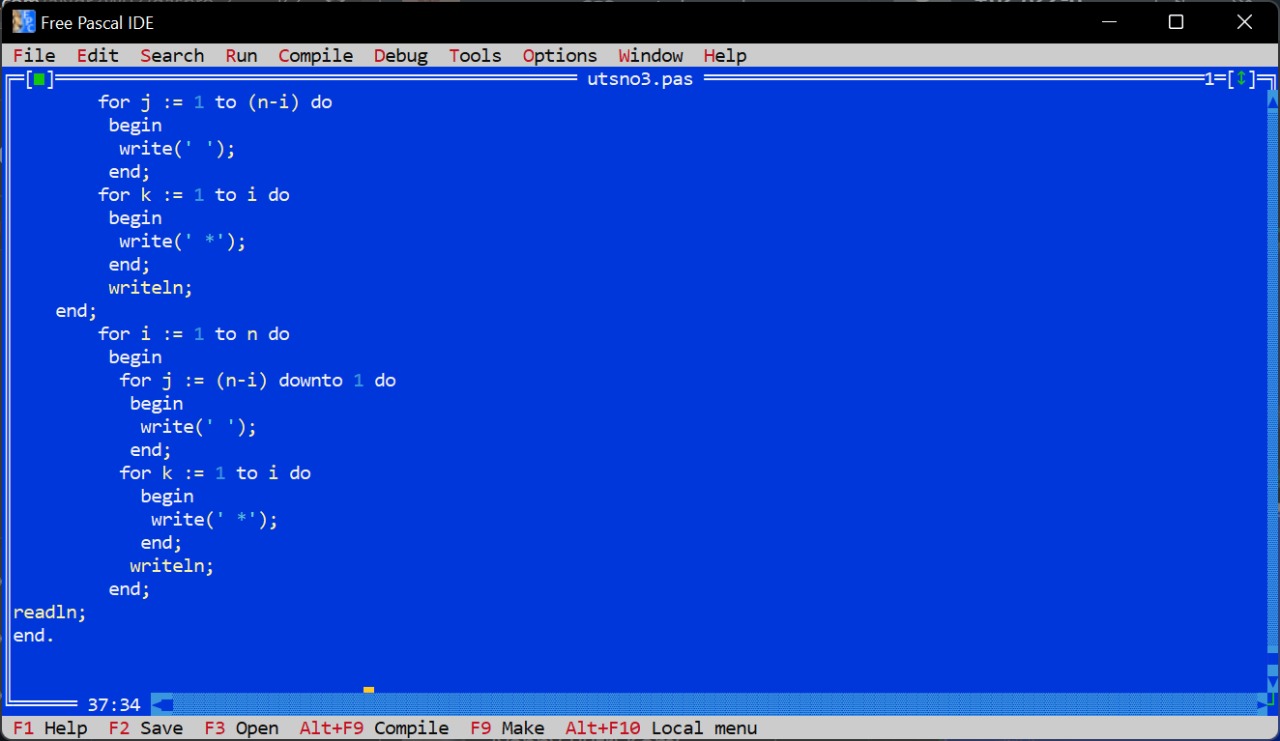 Free Pascal IDE
File Edit Search Run Compile Debug Tools Options Window Help
utsno3.pas 1
for j := 1 to (n-i) do
begin
write(' ');
end;
for k := 1 to i do
begin
write(' *');
end;
writeln;
end;
for i := 1 to n do
begin
for j := (n-i) downto 1 do
begin
write(' ');
end;
for k := 1 to i do
begin
write(' *');
end;
writeln;
end;
readln;
end.
37:34
F1 Help F2 Save F3 Open Alt+F9 Compile F9 Make Alt+F10 Local menu